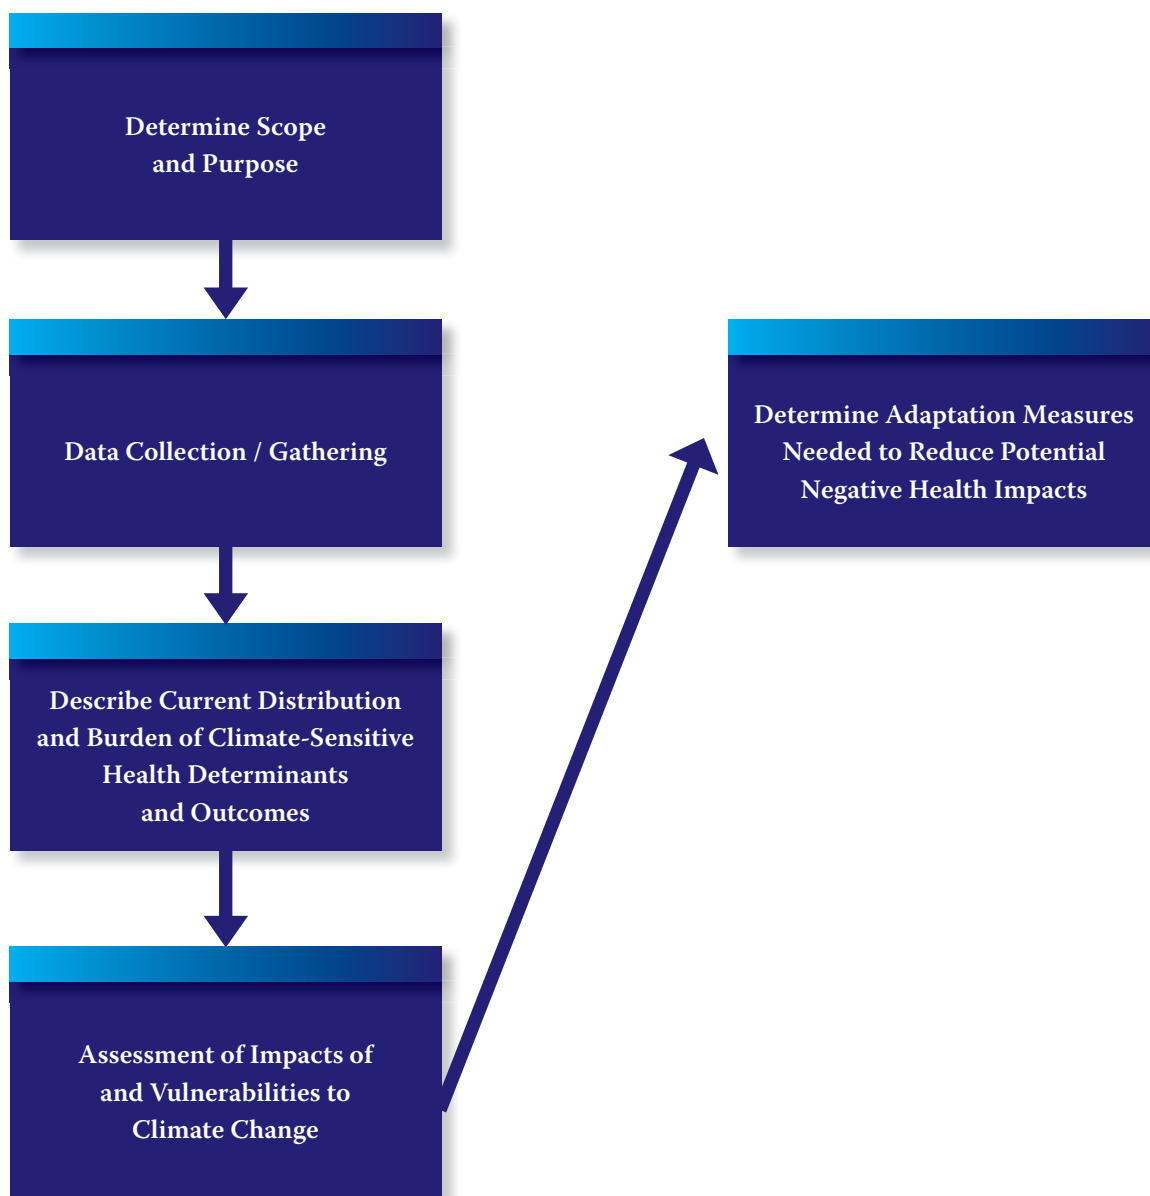 Determine Scope
and Purpose
Data Collection / Gathering
Describe Current Distribution
and Burden of Climate-Sensitive
Health Determinants
and Outcomes
Assessment of Impacts of
and Vulnerabilities to
Climate Change
Determine Adaptation Measures
Needed to Reduce Potential
Negative Health Impacts